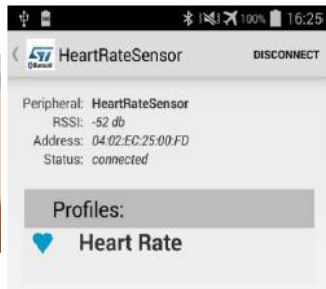 100% 16:25
HeartRateSensor DISCONNECT
Peripheral: HeartRateSensor
RSSI: -52 db
Address: 04:02:EC:25:00:FD
Status: connected
Profiles:
Heart Rate